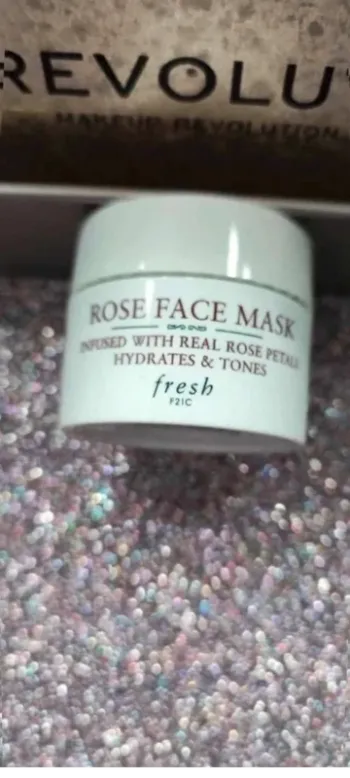 REVOLU
MAKEUP REVOLUTION
ROSE FACE MASK
INFUSED WITH REAL ROSE PETALS
HYDRATES & TONES
fresh
F21C